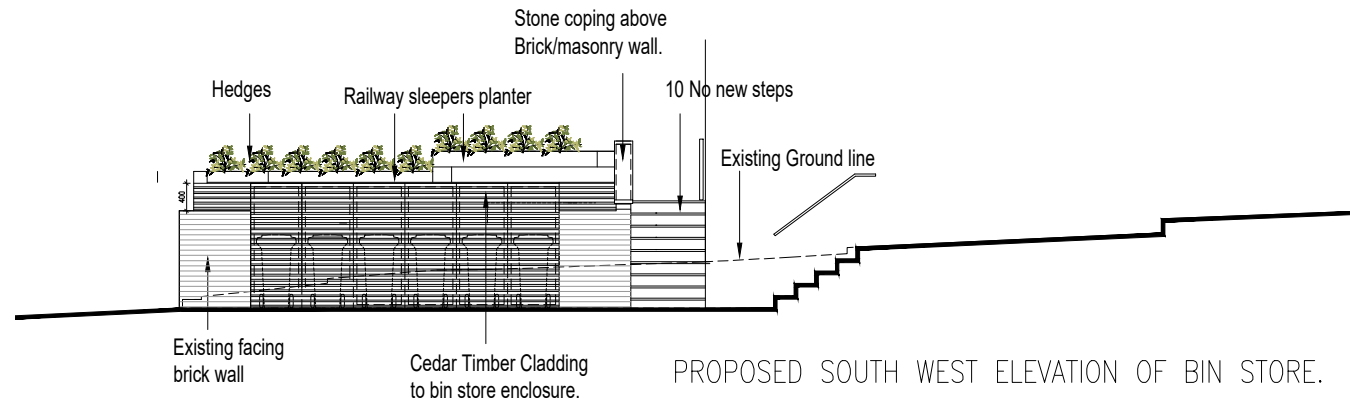 Stone coping above
Brick/masonry wall.
Hedges
Railway sleepers planter
10 No new steps
Existing Ground line
400
Existing facing
brick wall
Cedar Timber Cladding
to bin store enclosure.
PROPOSED SOUTH WEST ELEVATION OF BIN STORE.